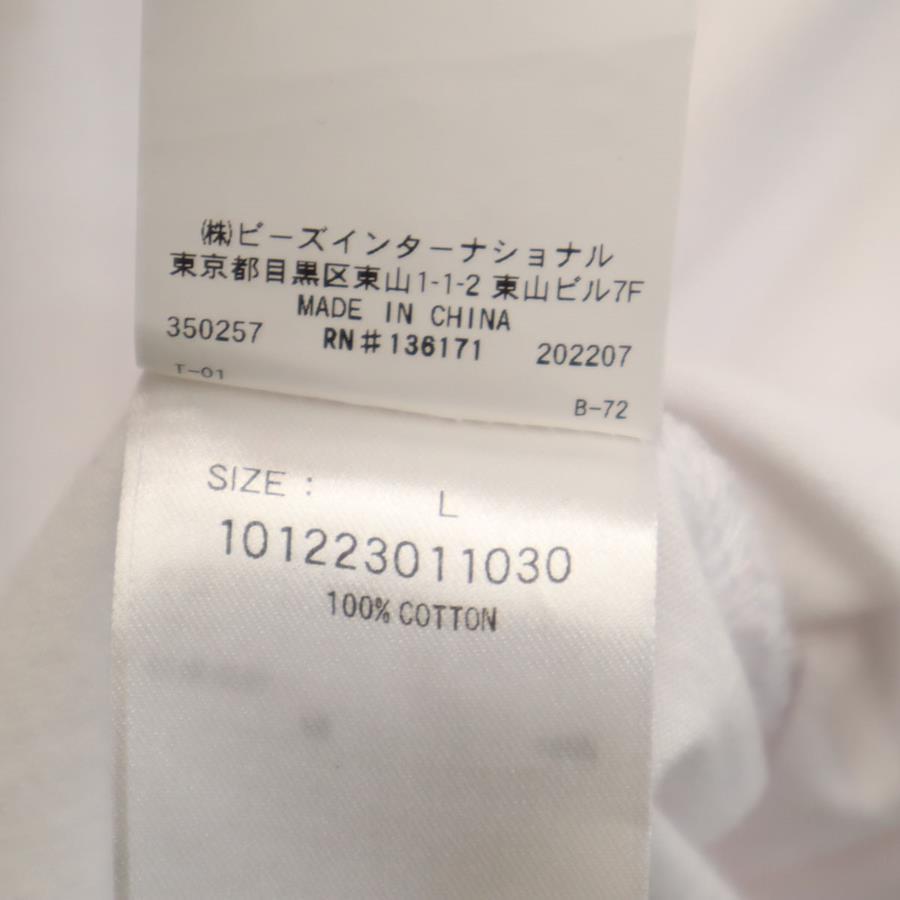 ㈱ビーズインターナショナル
東京都目黒区東山1-1-2 東山ビル7F
MADE IN CHINA
350257 RN#136171 202207
T-01
B-72
SIZE : L
101223011030
100% COTTON